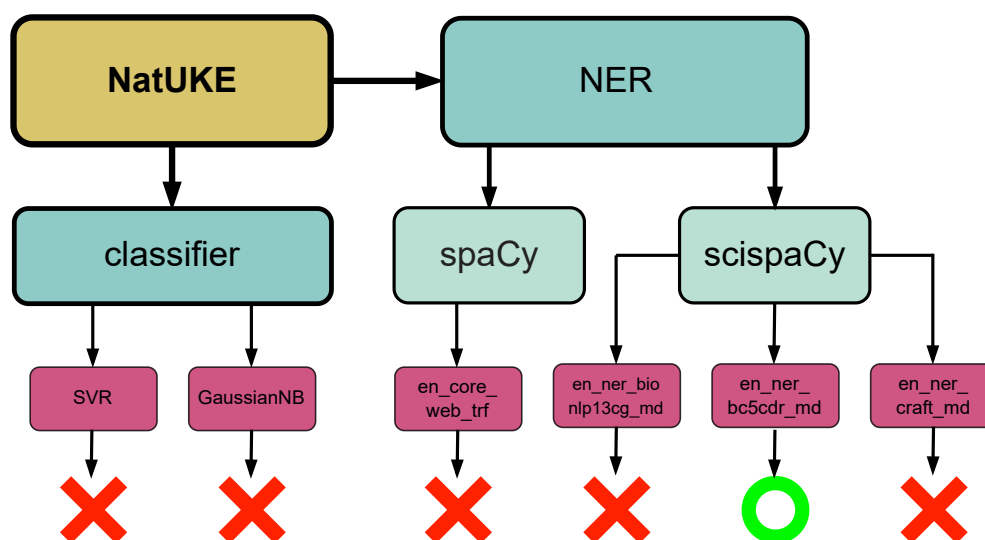 NatUKE
NER
classifier
spaCy
scispaCy
SVR
GaussianNB
en_core_
web_trf
en_ner_bio
nlp13cg_md
en_ner_
bc5cdr_md
en_ner_
craft_md